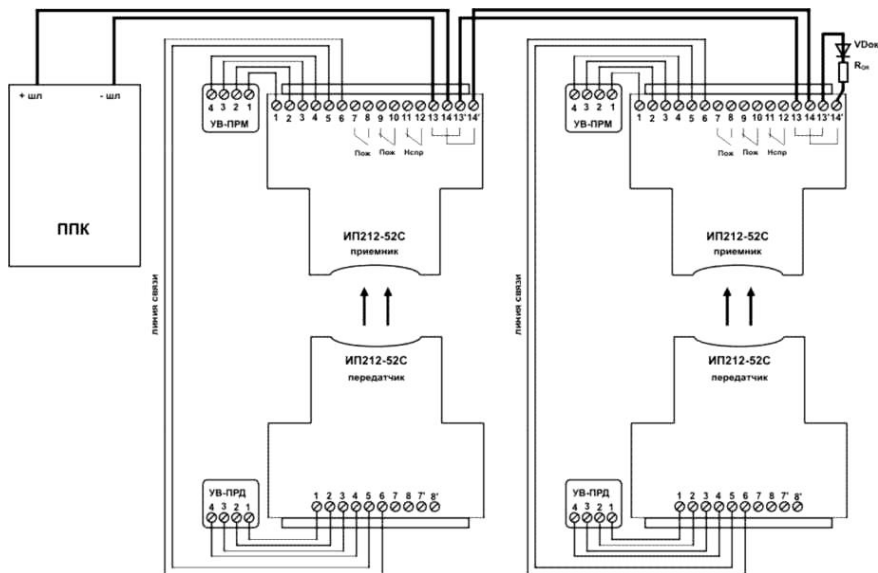 + шл - шл
ППК
4 3 2 1
УВ-ПРМ
1 2 3 4 5 6 7 8 9 10 11 12 13 14 13' 14'
Пож Пож Нспр
ИП212-52С
приемник
линия связи
ИП212-52С
передатчик
УВ-ПРД
4 3 2 1
1 2 3 4 5 6 7 8 7' 8'
4 3 2 1
УВ-ПРМ
1 2 3 4 5 6 7 8 9 10 11 12 13 14 13' 14'
Пож Пож Нспр
VDок
Rок
ИП212-52С
приемник
линия связи
ИП212-52С
передатчик
УВ-ПРД
4 3 2 1
1 2 3 4 5 6 7 8 7' 8'